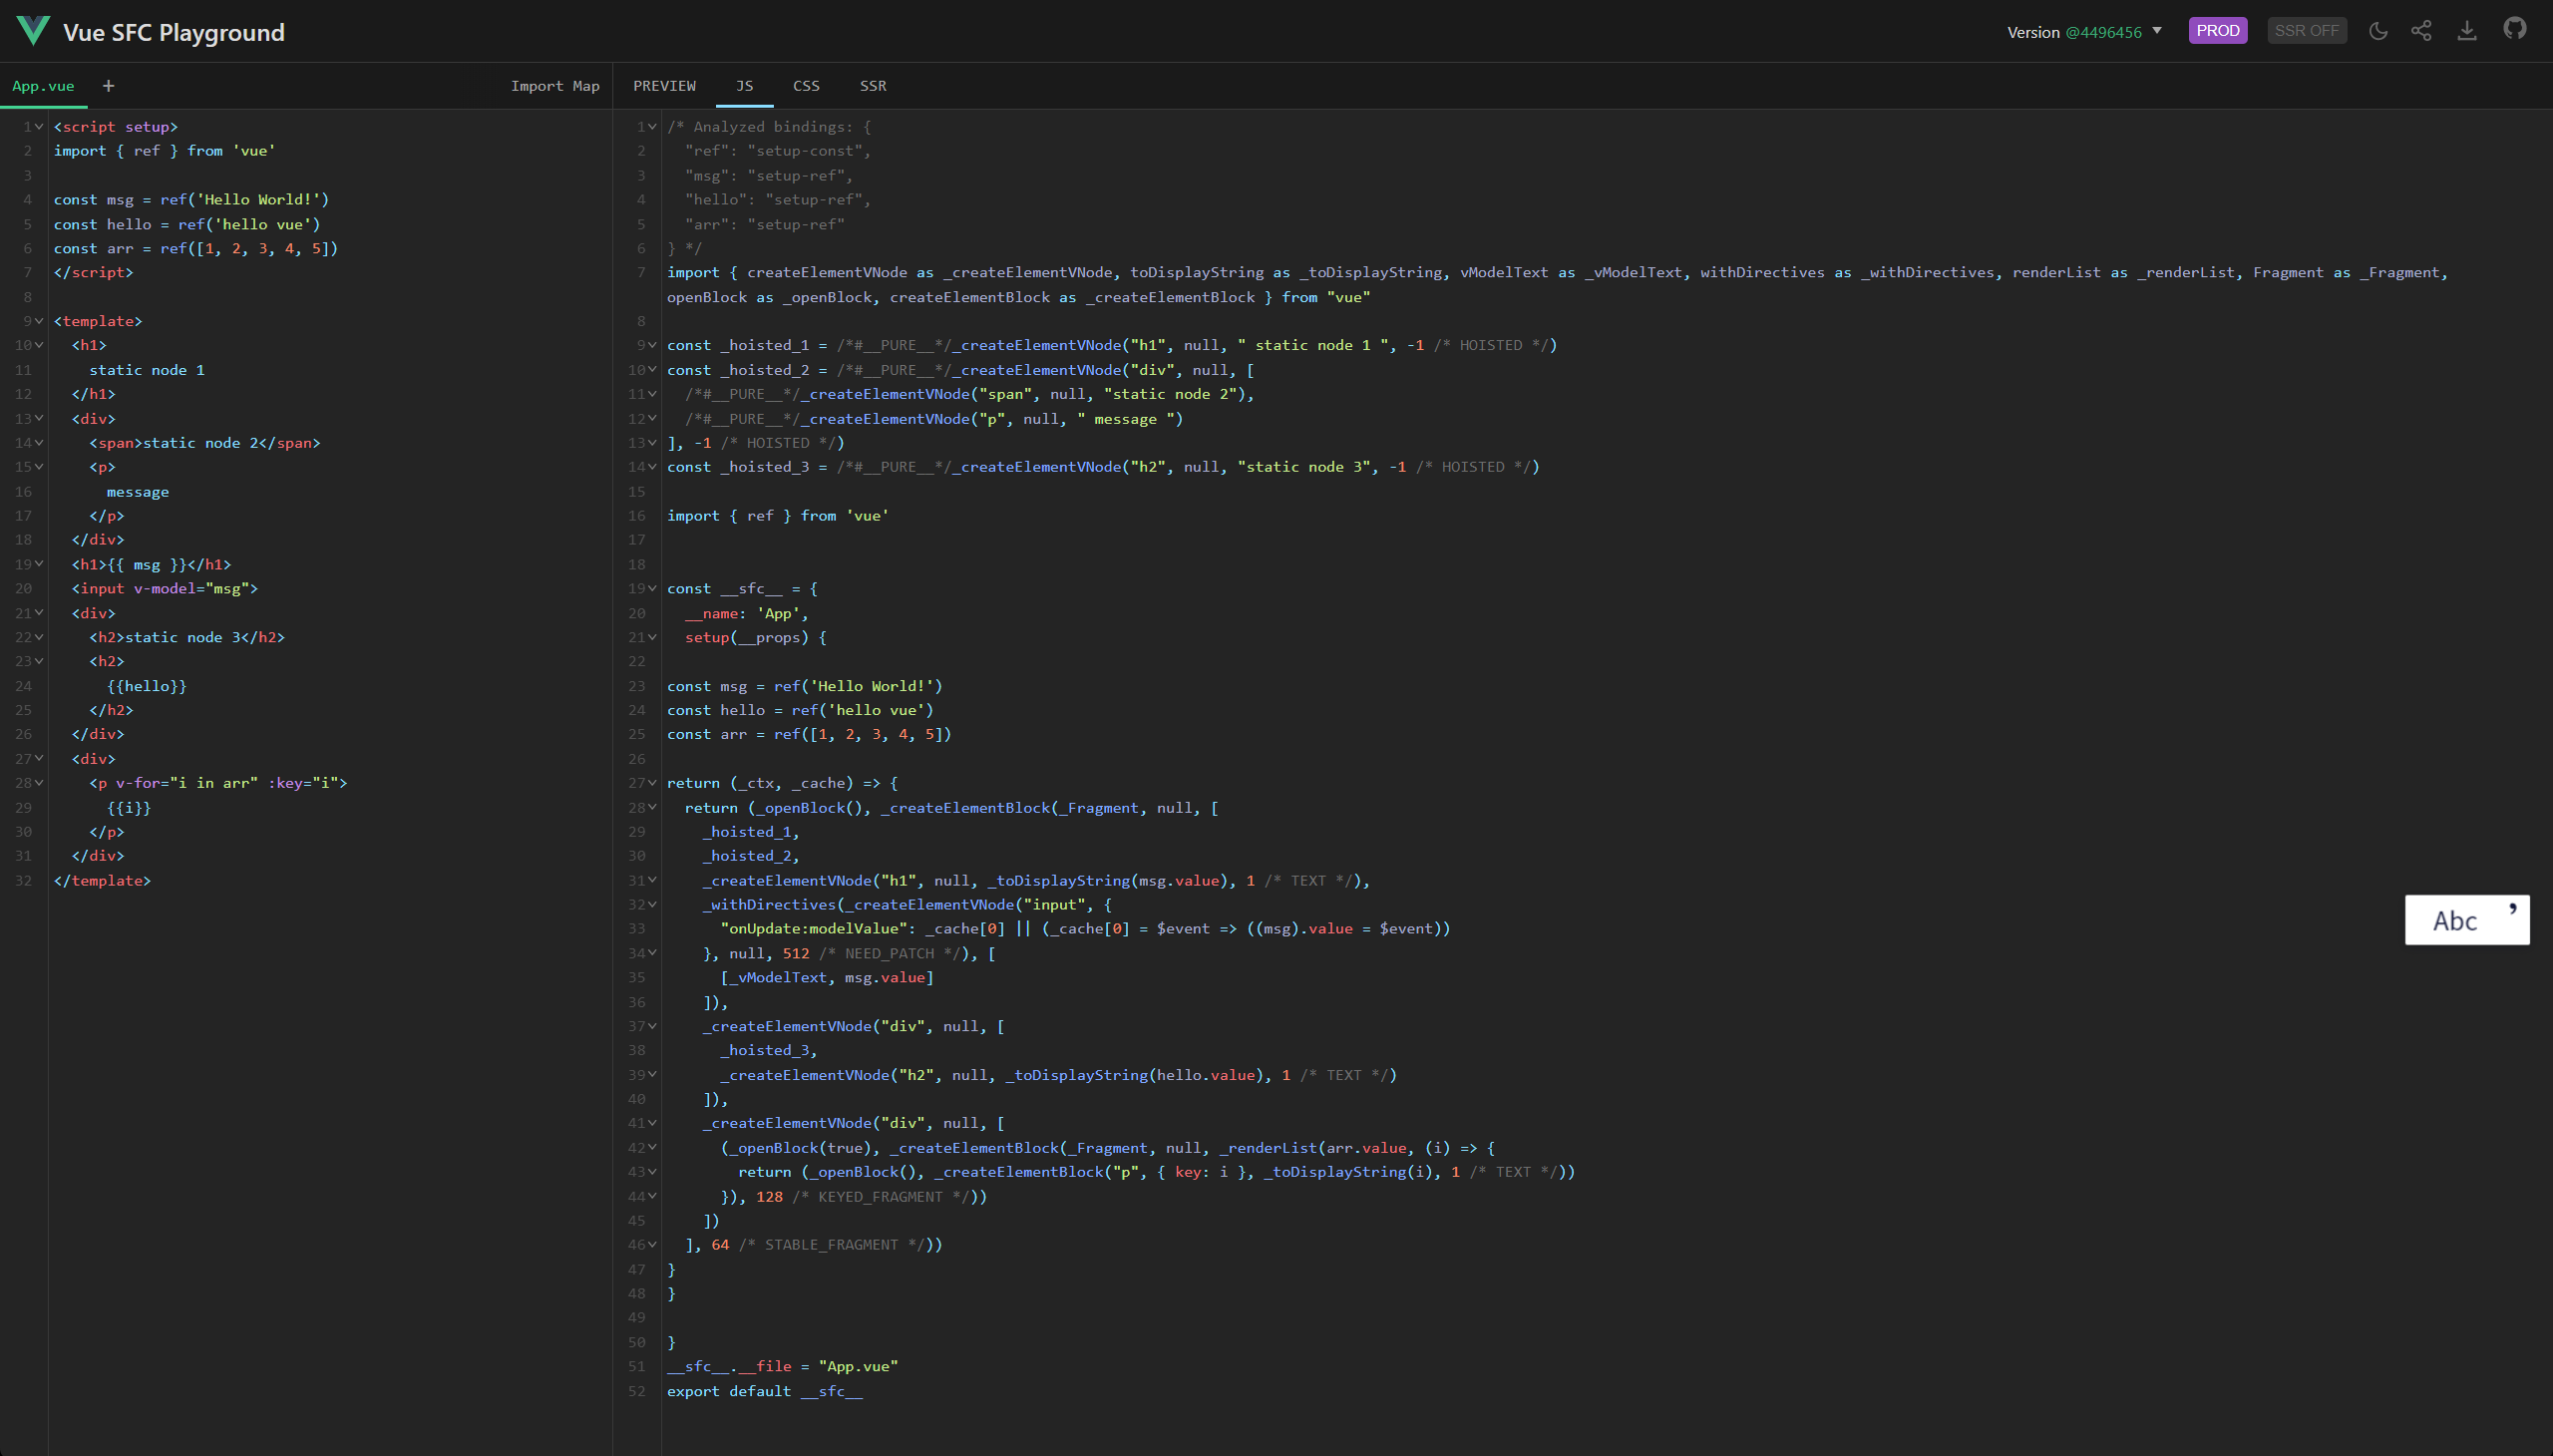 Vue SFC Playground
Version @4496456
PROD
SSR OFF
App.vue +
Import Map
PREVIEW JS CSS SSR
1 <script setup>
2 import { ref } from 'vue'
3
4 const msg = ref('Hello World!')
5 const hello = ref('hello vue')
6 const arr = ref([1, 2, 3, 4, 5])
7 </script>
8
9 <template>
10   <h1>
11     static node 1
12   </h1>
13   <div>
14     <span>static node 2</span>
15     <p>
16       message
17     </p>
18   </div>
19   <h1>{{ msg }}</h1>
20   <input v-model="msg">
21   <div>
22     <h2>static node 3</h2>
23     <h2>
24       {{hello}}
25     </h2>
26   </div>
27   <div>
28     <p v-for="i in arr" :key="i">
29       {{i}}
30     </p>
31   </div>
32 </template>
1 /* Analyzed bindings: {
2   "ref": "setup-const",
3   "msg": "setup-ref",
4   "hello": "setup-ref",
5   "arr": "setup-ref"
6 } */
7 import { createElementVNode as _createElementVNode, toDisplayString as _toDisplayString, vModelText as _vModelText, withDirectives as _withDirectives, renderList as _renderList, Fragment as _Fragment,
openBlock as _openBlock, createElementBlock as _createElementBlock } from "vue"
8
9 const _hoisted_1 = /*#__PURE__*/_createElementVNode("h1", null, " static node 1 ", -1 /* HOISTED */)
10 const _hoisted_2 = /*#__PURE__*/_createElementVNode("div", null, [
11   /*#__PURE__*/_createElementVNode("span", null, "static node 2"),
12   /*#__PURE__*/_createElementVNode("p", null, " message ")
13 ], -1 /* HOISTED */)
14 const _hoisted_3 = /*#__PURE__*/_createElementVNode("h2", null, "static node 3", -1 /* HOISTED */)
15
16 import { ref } from 'vue'
17
18
19 const __sfc__ = {
20   __name: 'App',
21   setup(__props) {
22
23 const msg = ref('Hello World!')
24 const hello = ref('hello vue')
25 const arr = ref([1, 2, 3, 4, 5])
26
27 return (_ctx, _cache) => {
28   return (_openBlock(), _createElementBlock(_Fragment, null, [
29     _hoisted_1,
30     _hoisted_2,
31     _createElementVNode("h1", null, _toDisplayString(msg.value), 1 /* TEXT */),
32     _withDirectives(_createElementVNode("input", {
33       "onUpdate:modelValue": _cache[0] || (_cache[0] = $event => ((msg).value = $event))
34     }, null, 512 /* NEED_PATCH */), [
35       [_vModelText, msg.value]
36     ]),
37     _createElementVNode("div", null, [
38       _hoisted_3,
39       _createElementVNode("h2", null, _toDisplayString(hello.value), 1 /* TEXT */)
40     ]),
41     _createElementVNode("div", null, [
42       (_openBlock(true), _createElementBlock(_Fragment, null, _renderList(arr.value, (i) => {
43         return (_openBlock(), _createElementBlock("p", { key: i }, _toDisplayString(i), 1 /* TEXT */))
44       }), 128 /* KEYED_FRAGMENT */))
45     ])
46   ], 64 /* STABLE_FRAGMENT */))
47 }
48 }
49
50 }
51 __sfc__.__file = "App.vue"
52 export default __sfc__
Abc ’